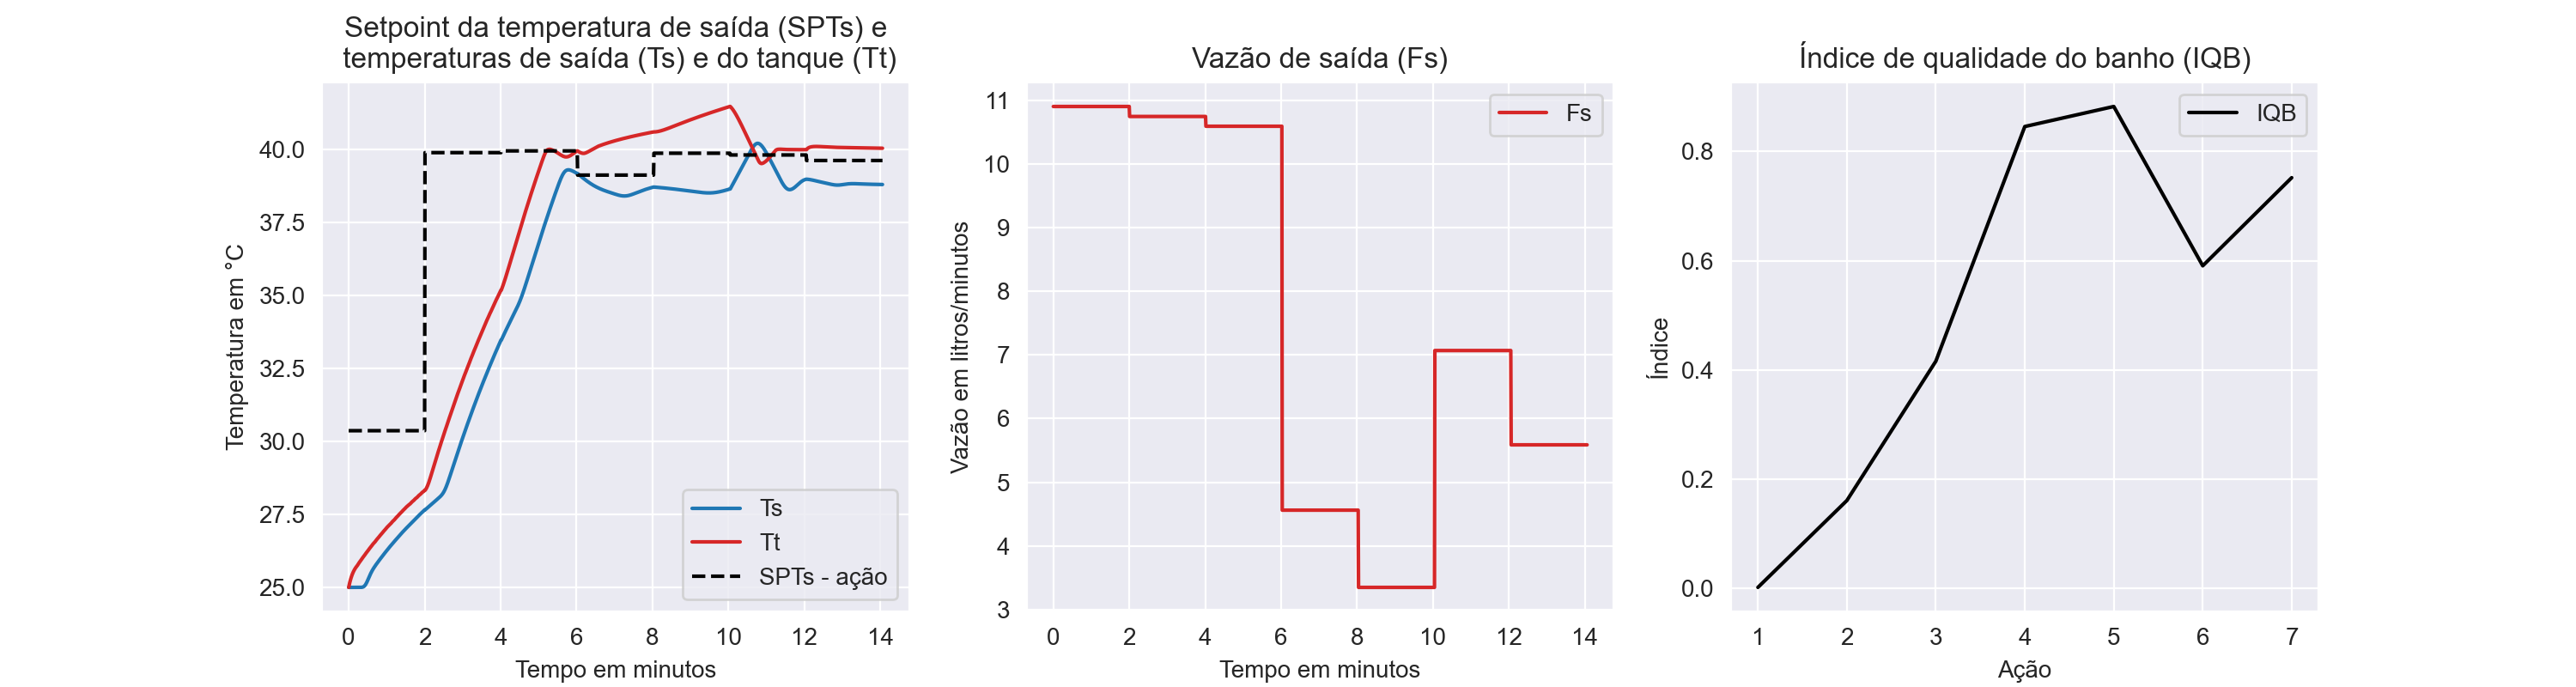 Setpoint da temperatura de saída (SPTs) e
temperaturas de saída (Ts) e do tanque (Tt)
Temperatura em °C
40.0
37.5
35.0
32.5
30.0
27.5
25.0
Ts
Tt
SPTs - ação
0 2 4 6 8 10 12 14
Tempo em minutos
Vazão de saída (Fs)
Vazão em litros/minutos
11
10
9
8
7
6
5
4
3
Fs
0 2 4 6 8 10 12 14
Tempo em minutos
Índice de qualidade do banho (IQB)
Índice
0.8
0.6
0.4
0.2
0.0
IQB
1 2 3 4 5 6 7
Ação